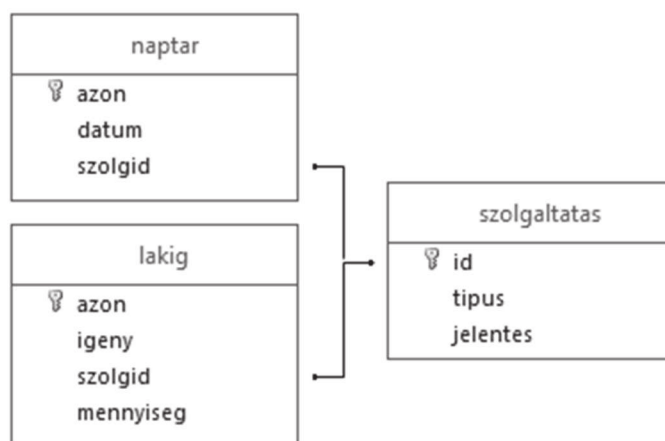 naptar
azon
datum
szolgid
lakig
azon
igeny
szolgid
mennyiseg
szolgaltatas
id
tipus
jelentes